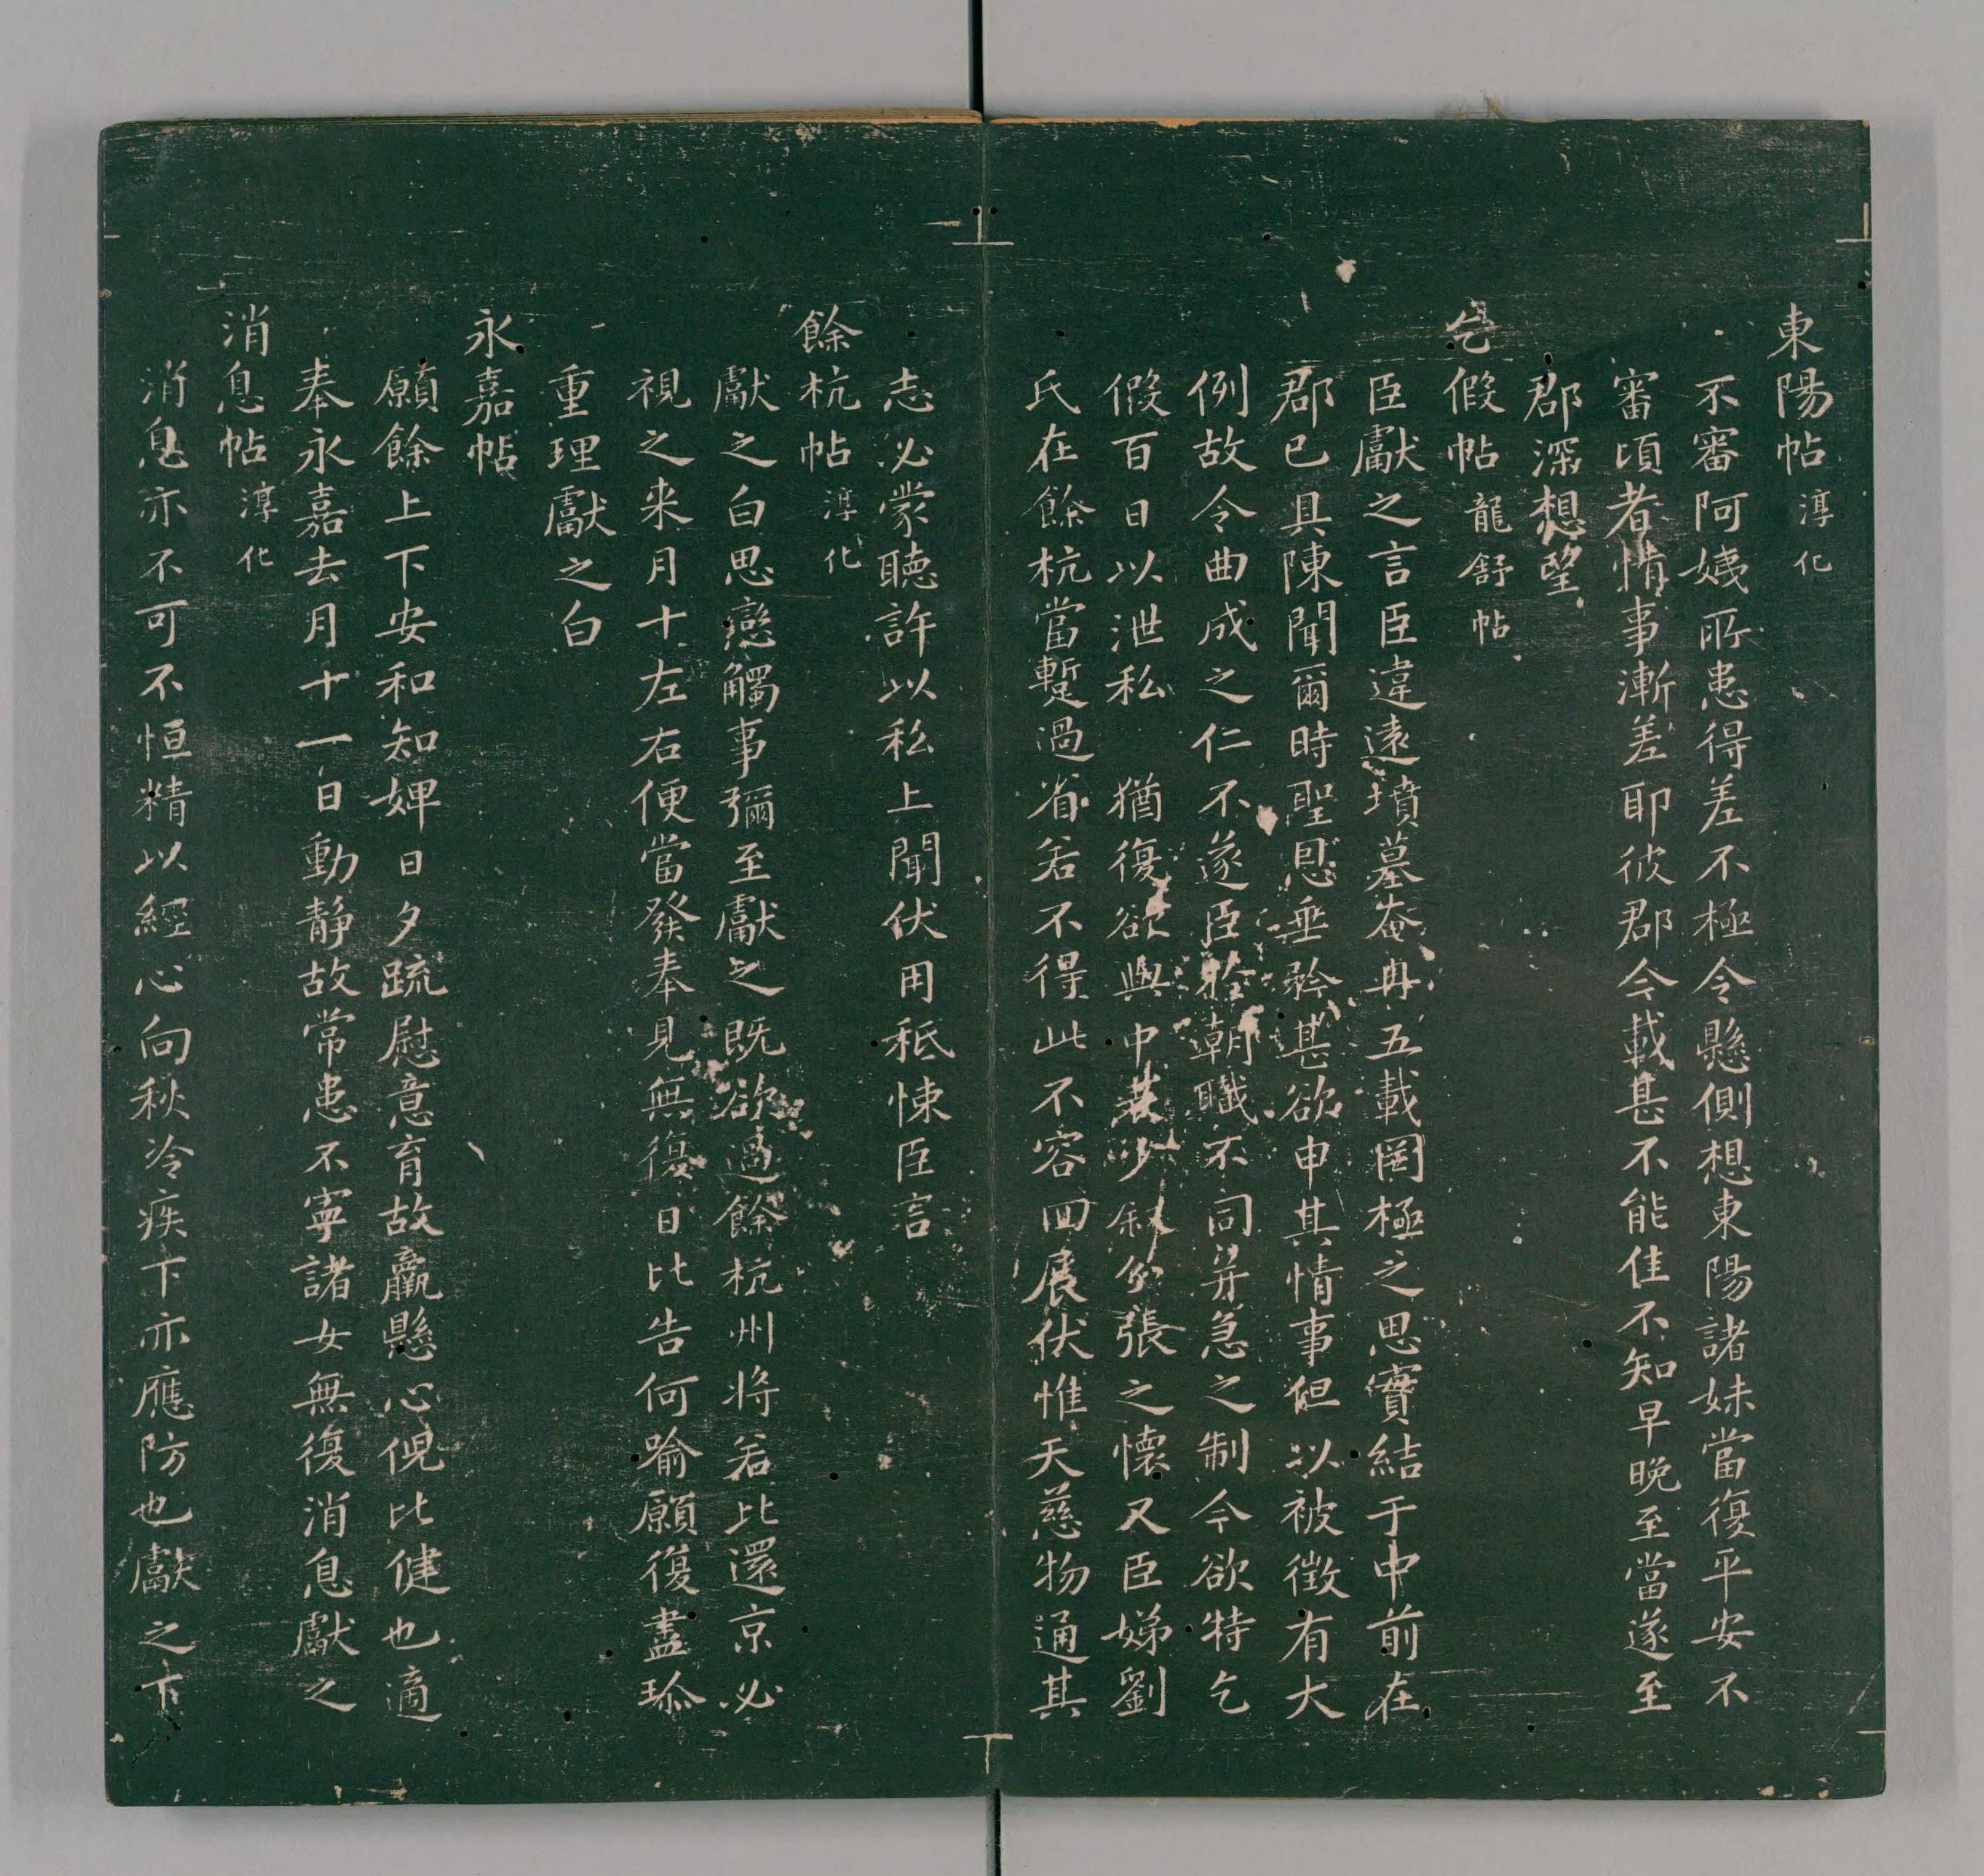 東陽帖 淳化
不審阿姨所患得差不極令懸側想東陽諸妹當復平安不
審頃者情事漸差耶彼郡今載甚不能佳不知早晚至當遂至
郡深想望
乞假帖 龍舒帖
臣獻之言臣違遠墳墓奄冉五載罔極之思實結于中前在
郡已具陳聞爾時聖恩垂矜甚欲申其情事但以被徵有大
例故令曲成之仁不遂臣於朝職不同并急之制今欲特乞
假百日以泄私 猶復欲與中表少叙分張之懷又臣娣劉
氏在餘杭當蹔過省若不得此不容回展伏惟天慈物通其
志必蒙聽許以私上聞伏用秖悚臣言
餘杭帖 淳化
獻之白思戀觸事彌至獻之既欲過餘杭州將若比還京必
視之来月十左右便當發奉見無復日比告何喻願復盡珎
重理獻之白
永嘉帖
願餘上下安和知婢日夕疏慰意育故羸懸心俔比健也適
奉永嘉去月十一日動静故常患不寧諸女無復消息獻之
消息帖 淳化
消息亦不可不恒精以經心向秋冷疾下亦應防也獻之下